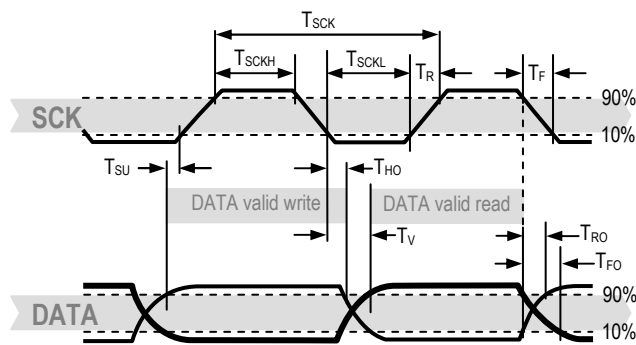 TSCK
TSCKH TSCKL TR TF
90%
SCK
10%
TSU THO
DATA valid write DATA valid read
TV TRO
TFO
90%
DATA
10%